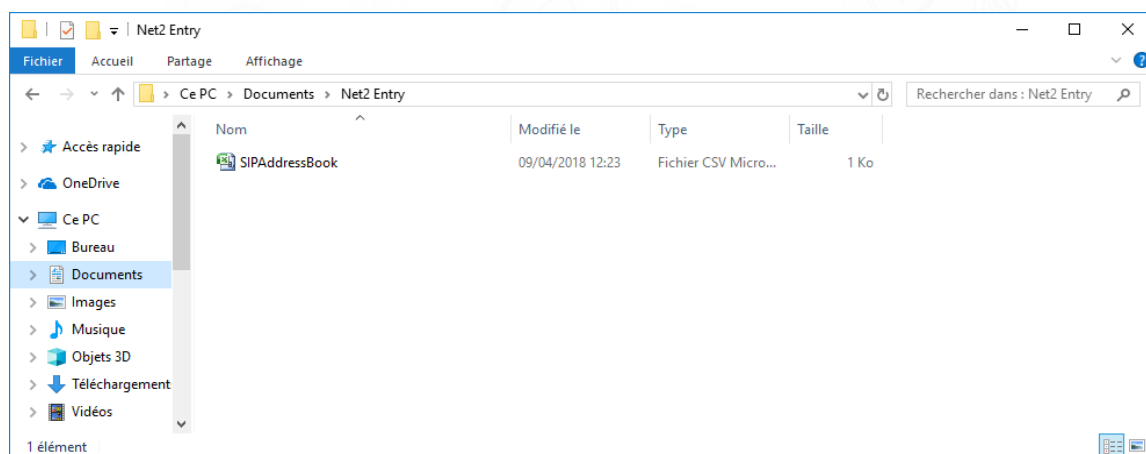 Net2 Entry
Fichier Accueil Partage Affichage
Ce PC > Documents > Net2 Entry Rechercher dans : Net2 Entry
Nom Modifié le Type Taille
SIPAddressBook 09/04/2018 12:23 Fichier CSV Micro... 1 Ko
Accès rapide
OneDrive
Ce PC
Bureau
Documents
Images
Musique
Objets 3D
Téléchargement
Vidéos
1 élément